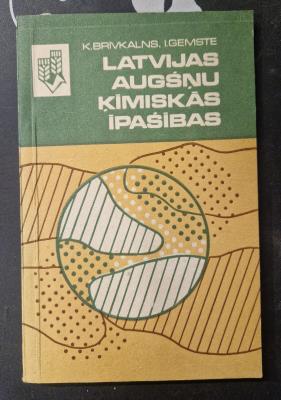 K.BRIVKALNS, I.GEMSTE
LATVIJAS
AUGŠŅU
ĶĪMISKĀS
ĪPAŠĪBAS